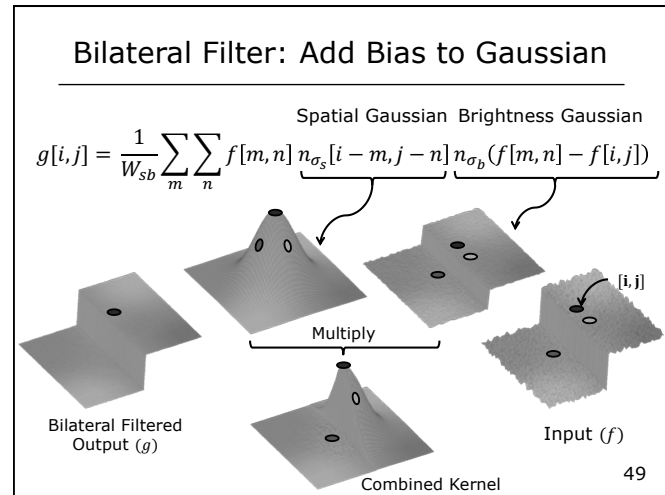 Bilateral Filter: Add Bias to Gaussian
Spatial Gaussian Brightness Gaussian
g[i,j] = 1/W_sb ∑_m ∑_n f[m,n] n_σs[i − m, j − n] n_σb(f[m,n] − f[i,j])
[i,j]
Multiply
Bilateral Filtered
Output (g)
Input (f)
Combined Kernel
49